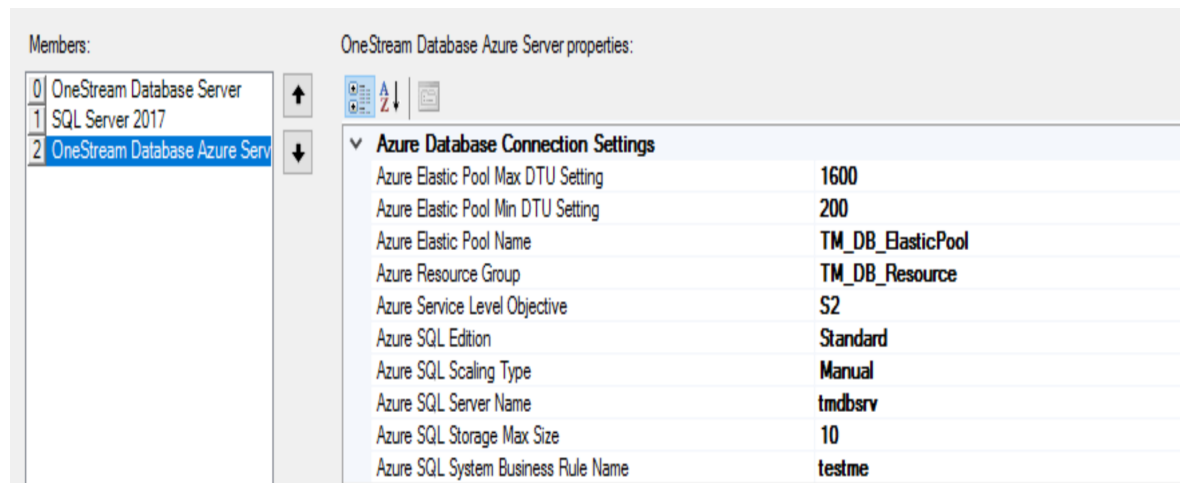 Members:
OneStream Database Azure Server properties:
0 OneStream Database Server
1 SQL Server 2017
2 OneStream Database Azure Serv
Azure Database Connection Settings
Azure Elastic Pool Max DTU Setting 1600
Azure Elastic Pool Min DTU Setting 200
Azure Elastic Pool Name TM_DB_ElasticPool
Azure Resource Group TM_DB_Resource
Azure Service Level Objective S2
Azure SQL Edition Standard
Azure SQL Scaling Type Manual
Azure SQL Server Name tmdbsrv
Azure SQL Storage Max Size 10
Azure SQL System Business Rule Name testme